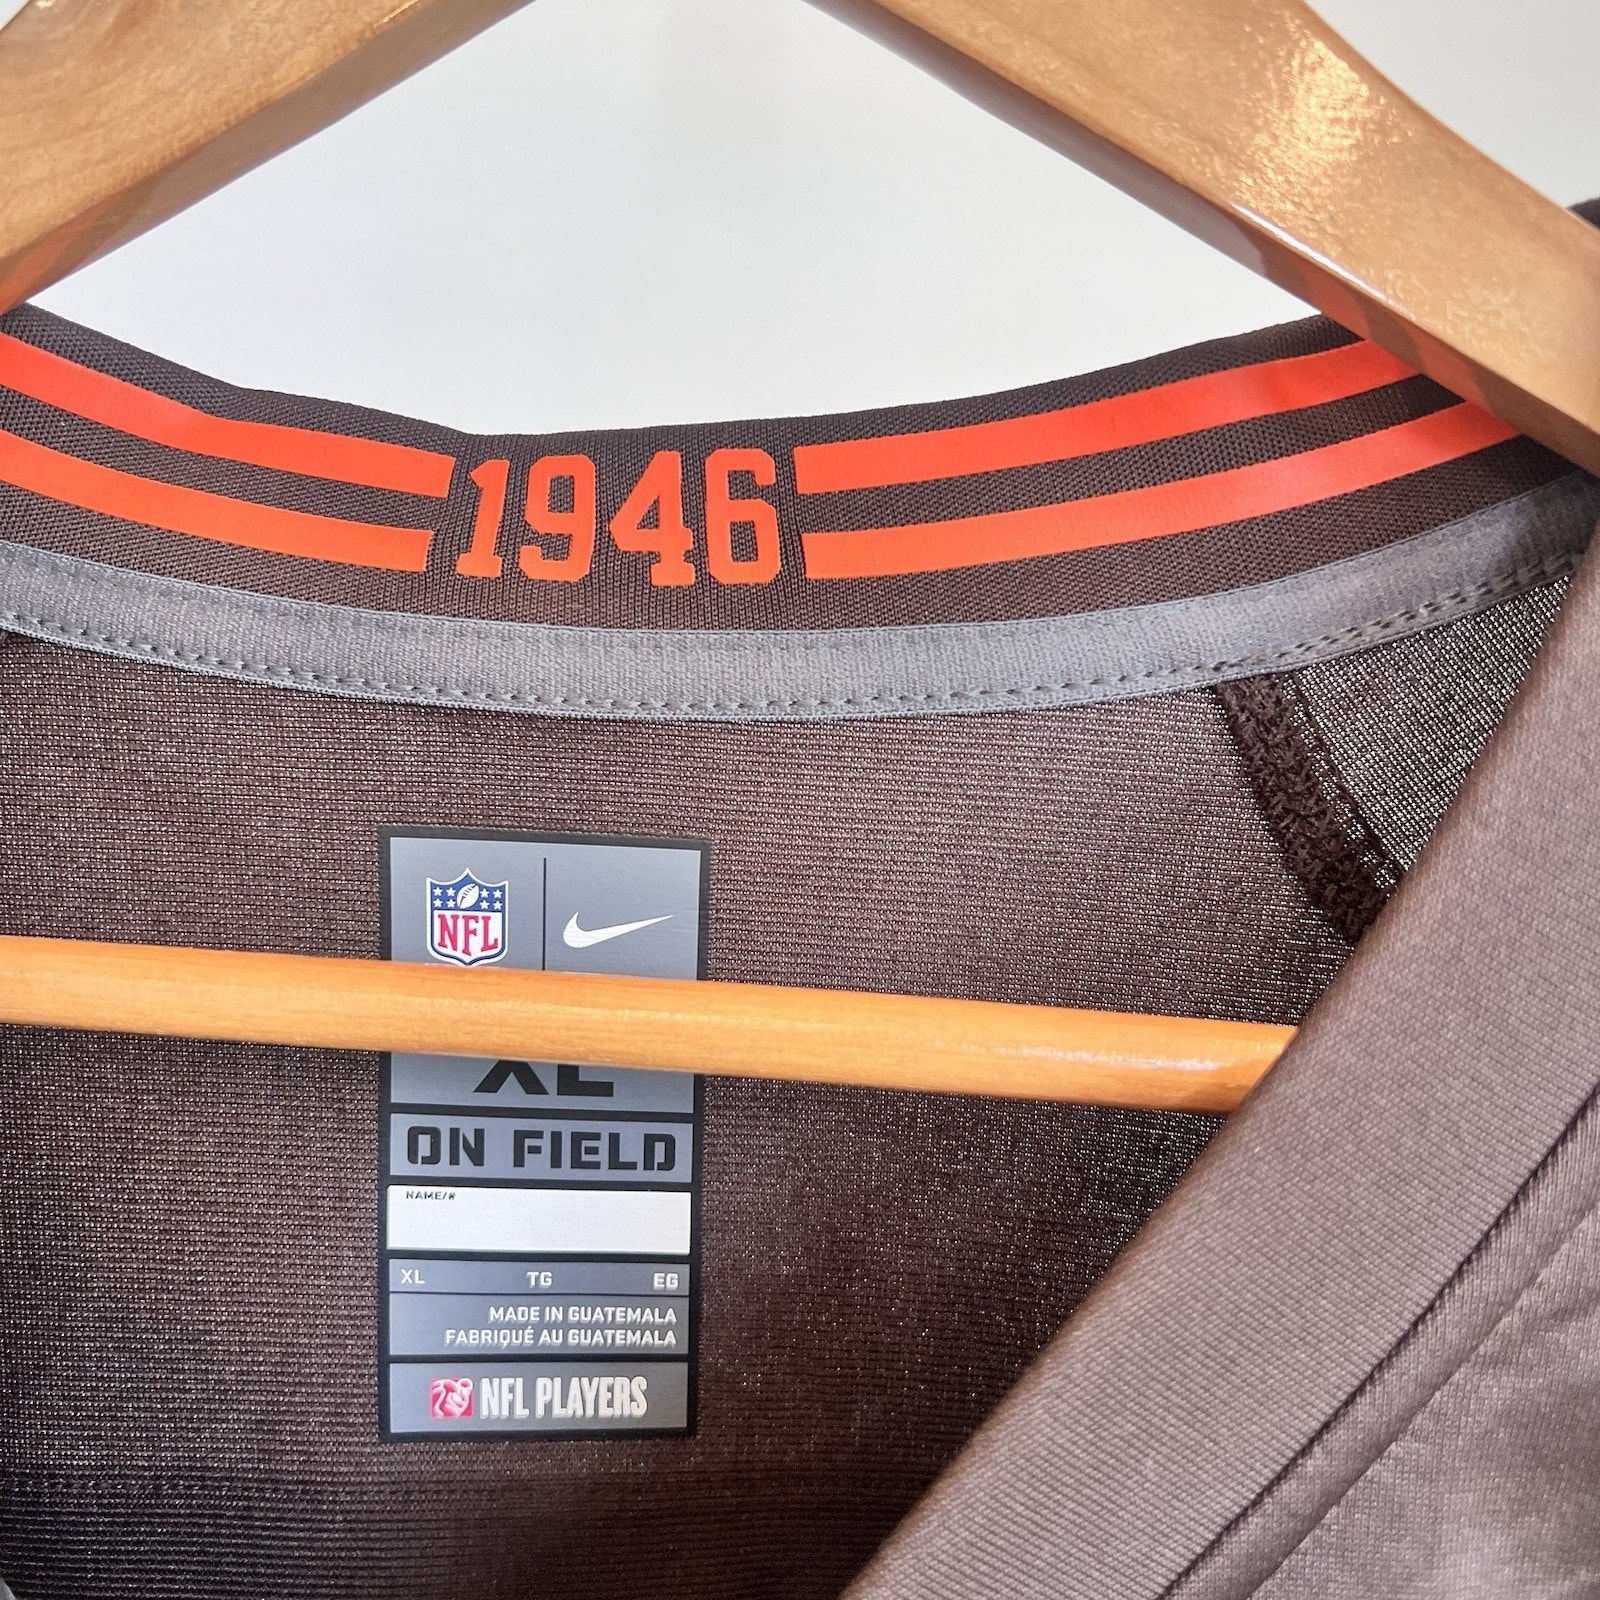 1946
NFL
XL
ON FIELD
NAME/#
XL TG EG
MADE IN GUATEMALA
FABRIQUÉ AU GUATEMALA
NFL PLAYERS